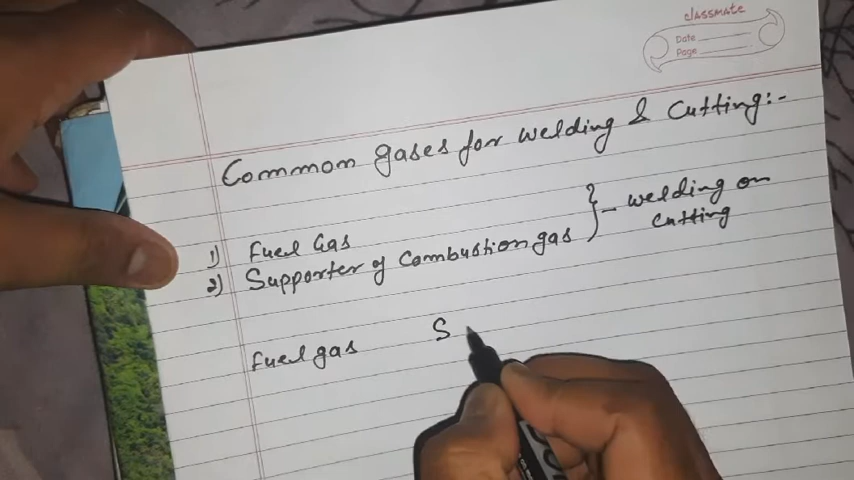 classmate
Date
Page
Common gases for welding & Cutting:-
1) Fuel Gas
2) Supporter of Combustion gas } - welding or
Cutting
Fuel gas S